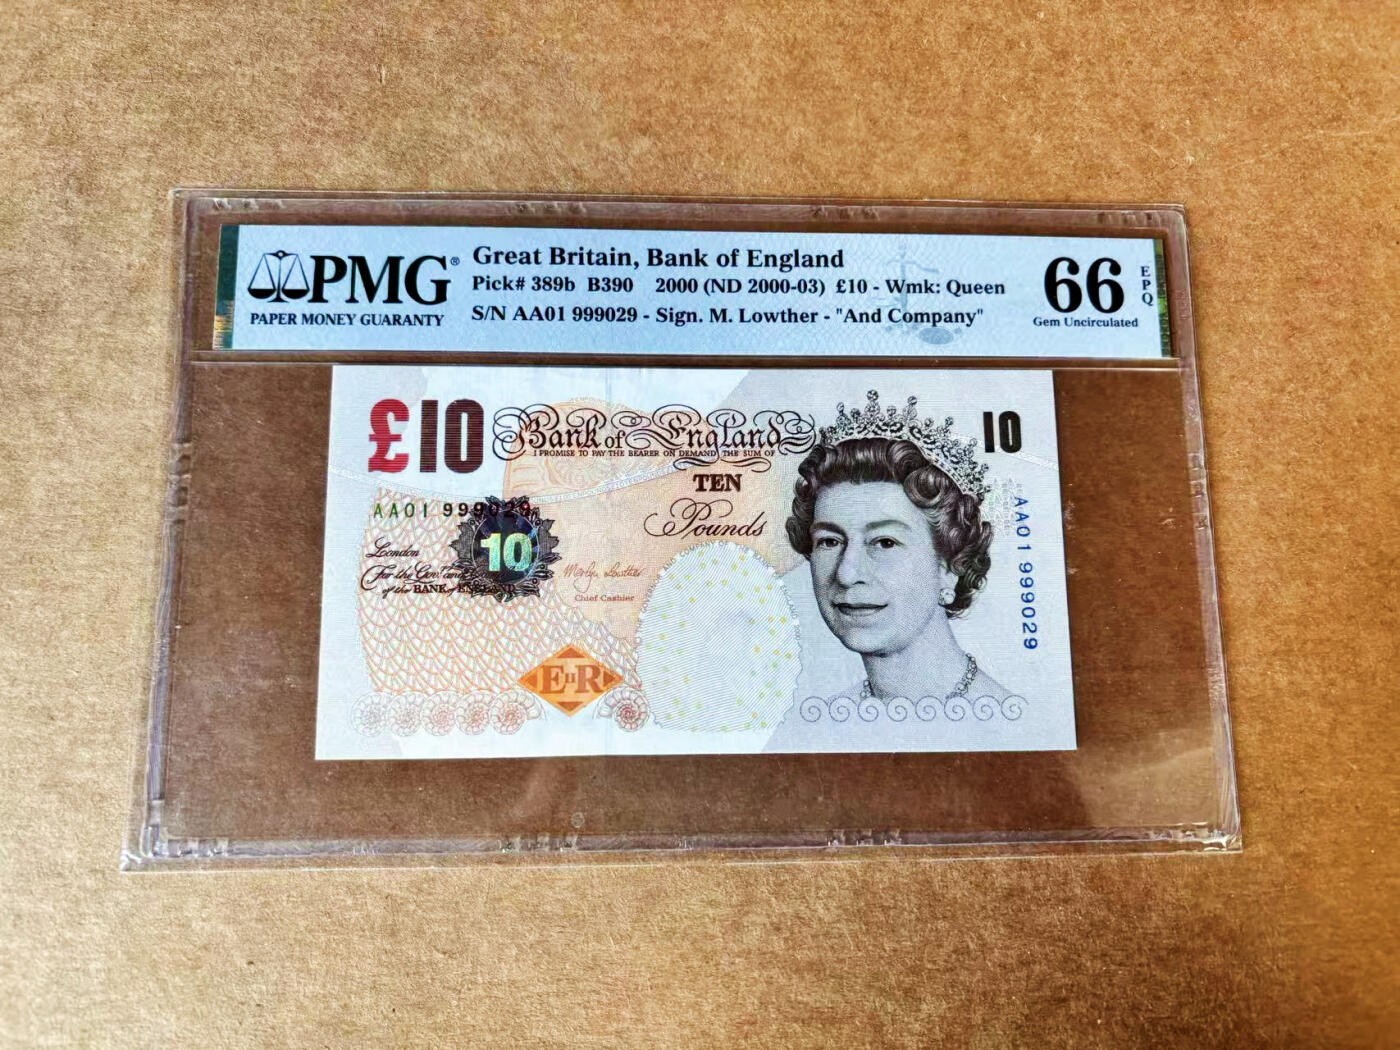 PMG®
PAPER MONEY GUARANTY
Great Britain, Bank of England
Pick# 389b B390 2000 (ND 2000-03) £10 - Wmk: Queen
S/N AA01 999029 - Sign. M. Lowther - "And Company"
66
EPQ
Gem Uncirculated
£10
Bank of England
I PROMISE TO PAY THE BEARER ON DEMAND THE SUM OF
TEN
Pounds
10
AA01 999029
AA01 999029
London
For the Gov.r and
of the BANK of ENGLAND
10
Chief Cashier
EIIR